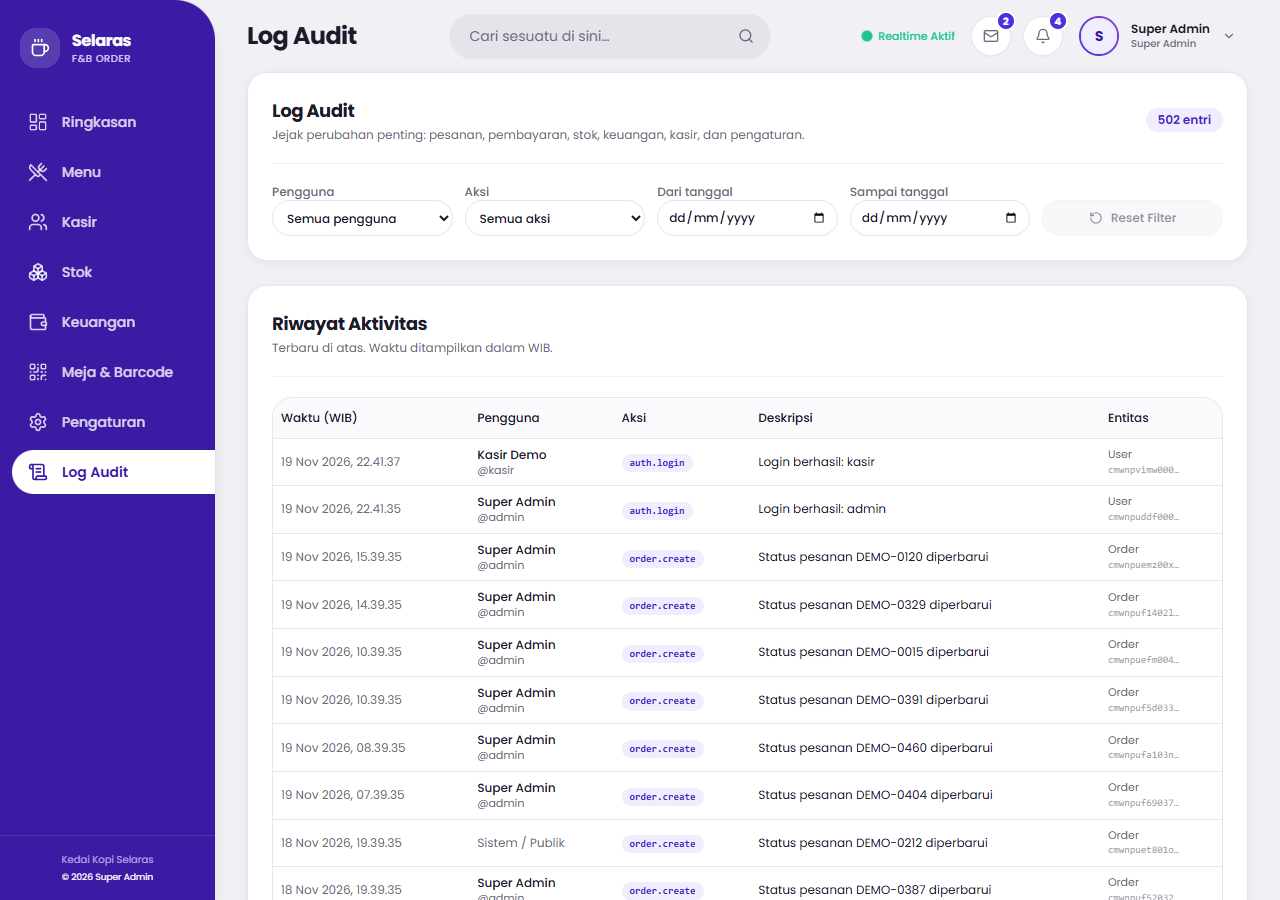 Selaras
F&B ORDER
Ringkasan
Menu
Kasir
Stok
Keuangan
Meja & Barcode
Pengaturan
Log Audit
Kedai Kopi Selaras
© 2026 Super Admin
Log Audit
Cari sesuatu di sini...
Realtime Aktif
2
4
S
Super Admin
Super Admin
Log Audit
Jejak perubahan penting: pesanan, pembayaran, stok, keuangan, kasir, dan pengaturan.
502 entri
Pengguna Aksi Dari tanggal Sampai tanggal
Semua pengguna Semua aksi dd/mm/yyyy dd/mm/yyyy Reset Filter
Riwayat Aktivitas
Terbaru di atas. Waktu ditampilkan dalam WIB.
Waktu (WIB) Pengguna Aksi Deskripsi Entitas
19 Nov 2026, 22.41.37 Kasir Demo @kasir auth.login Login berhasil: kasir User cmwnpvimw000…
19 Nov 2026, 22.41.35 Super Admin @admin auth.login Login berhasil: admin User cmwnpuddf000…
19 Nov 2026, 15.39.35 Super Admin @admin order.create Status pesanan DEMO-0120 diperbarui Order cmwnpuemz00x…
19 Nov 2026, 14.39.35 Super Admin @admin order.create Status pesanan DEMO-0329 diperbarui Order cmwnpuf1402l…
19 Nov 2026, 10.39.35 Super Admin @admin order.create Status pesanan DEMO-0015 diperbarui Order cmwnpuefm004…
19 Nov 2026, 10.39.35 Super Admin @admin order.create Status pesanan DEMO-0391 diperbarui Order cmwnpuf5d033…
19 Nov 2026, 08.39.35 Super Admin @admin order.create Status pesanan DEMO-0460 diperbarui Order cmwnpufa103n…
19 Nov 2026, 07.39.35 Super Admin @admin order.create Status pesanan DEMO-0404 diperbarui Order cmwnpuf69037…
18 Nov 2026, 19.39.35 Sistem / Publik order.create Status pesanan DEMO-0212 diperbarui Order cmwnpuet801o…
18 Nov 2026, 19.39.35 Super Admin @admin order.create Status pesanan DEMO-0387 diperbarui Order